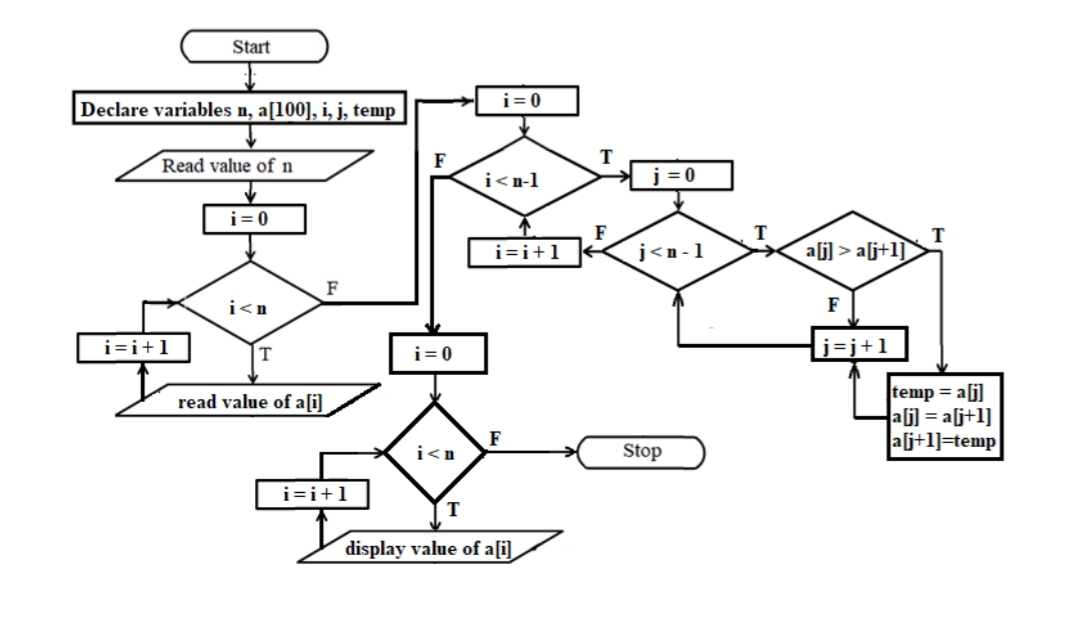 Start
Declare variables n, a[100], i, j, temp
Read value of n
i = 0
i < n
F
T
i = i + 1
read value of a[i]
i = 0
i < n-1
F
T
j = 0
i = i + 1
F
j < n - 1
T
a[j] > a[j+1]
T
F
j = j + 1
temp = a[j]
a[j] = a[j+1]
a[j+1]=temp
i = 0
i < n
F
Stop
T
i = i + 1
display value of a[i]